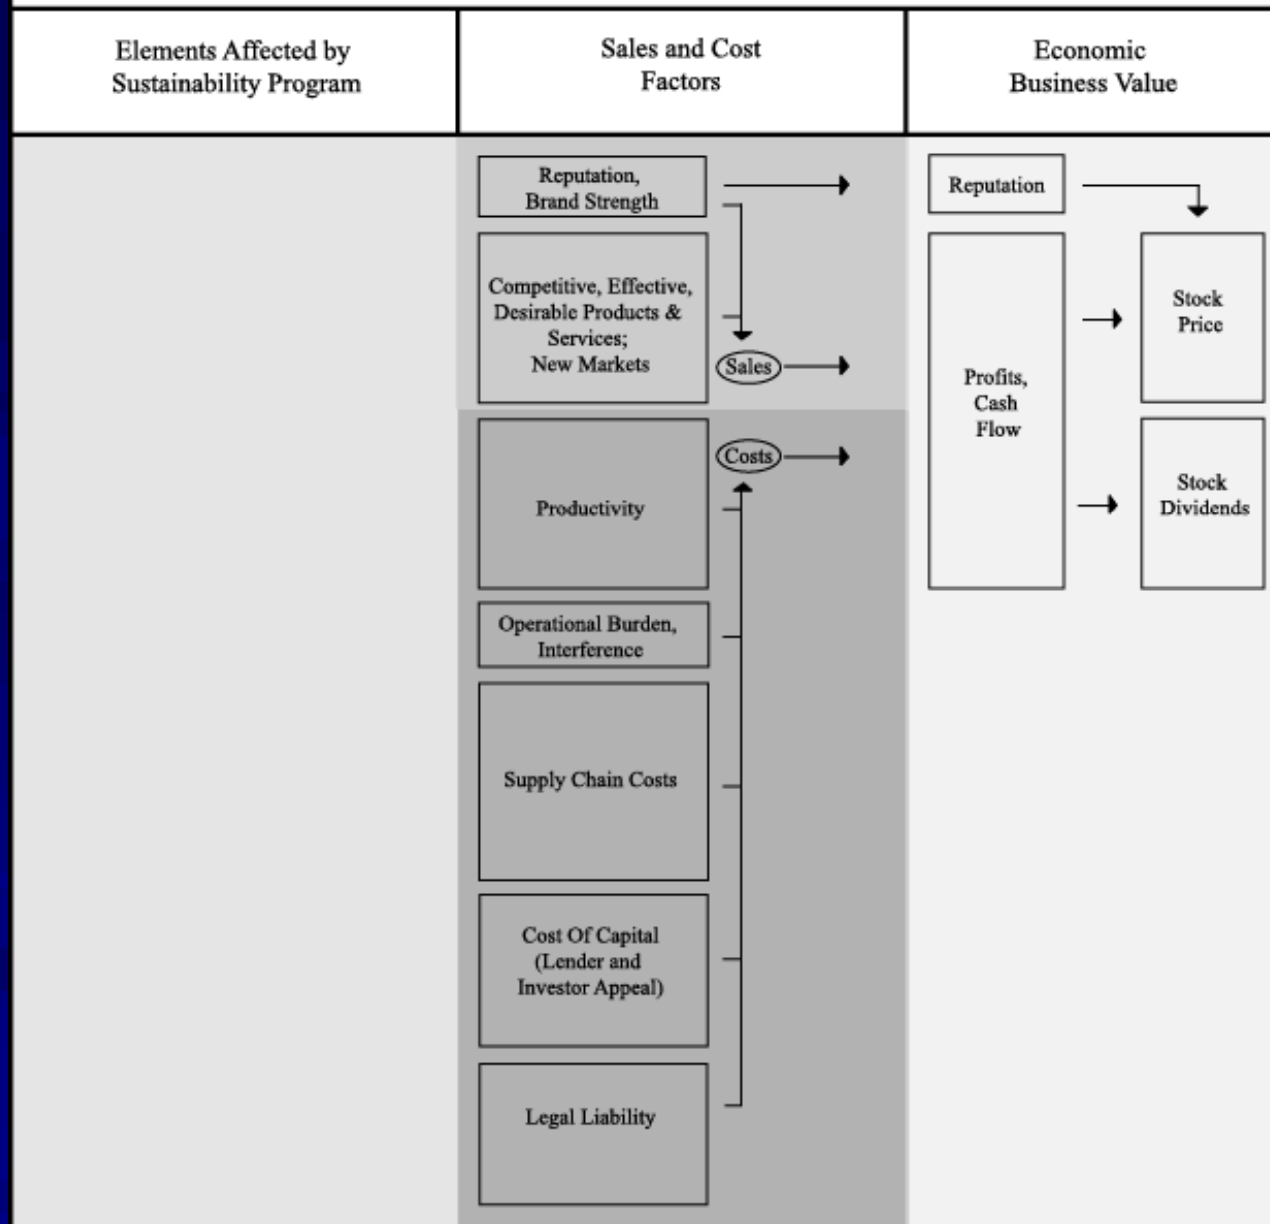 Elements Affected by
Sustainability Program
Sales and Cost
Factors
Economic
Business Value
Reputation,
Brand Strength
Competitive, Effective,
Desirable Products &
Services;
New Markets
Sales
Costs
Productivity
Operational Burden,
Interference
Supply Chain Costs
Cost Of Capital
(Lender and
Investor Appeal)
Legal Liability
Reputation
Profits,
Cash
Flow
Stock
Price
Stock
Dividends